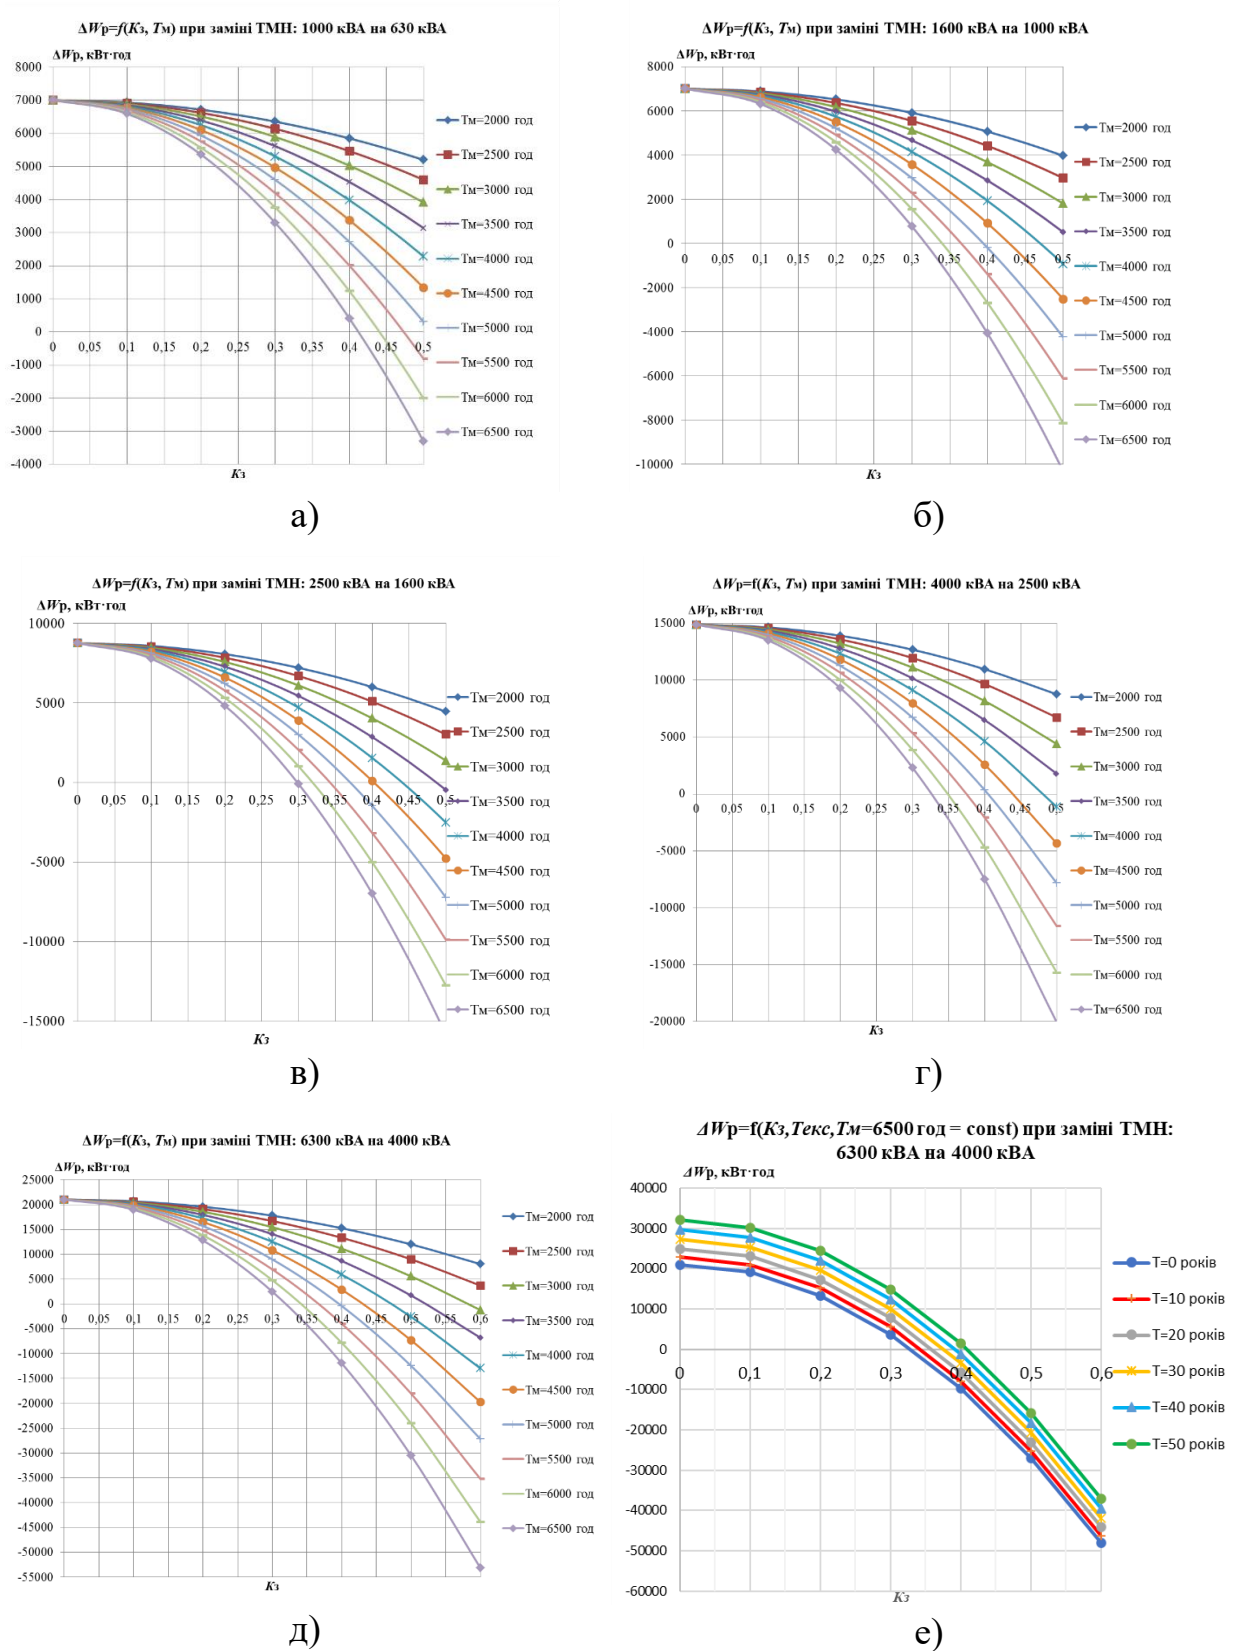 ΔWр=f(Kз, Tм) при заміні ТМН: 1000 кВА на 630 кВА
ΔWр, кВт·год
8000
7000
6000
5000
4000
3000
2000
1000
0
-1000
-2000
-3000
-4000
0 0,05 0,1 0,15 0,2 0,25 0,3 0,35 0,4 0,45 0,5
Kз
Тм=2000 год
Тм=2500 год
Тм=3000 год
Тм=3500 год
Тм=4000 год
Тм=4500 год
Тм=5000 год
Тм=5500 год
Тм=6000 год
Тм=6500 год
а)
ΔWр=f(Kз, Tм) при заміні ТМН: 1600 кВА на 1000 кВА
ΔWр, кВт·год
8000
6000
4000
2000
0
-2000
-4000
-6000
-8000
-10000
0 0,05 0,1 0,15 0,2 0,25 0,3 0,35 0,4 0,45 0,5
Kз
Тм=2000 год
Тм=2500 год
Тм=3000 год
Тм=3500 год
Тм=4000 год
Тм=4500 год
Тм=5000 год
Тм=5500 год
Тм=6000 год
Тм=6500 год
б)
ΔWр=f(Kз, Tм) при заміні ТМН: 2500 кВА на 1600 кВА
ΔWр, кВт·год
10000
5000
0
-5000
-10000
-15000
0 0,05 0,1 0,15 0,2 0,25 0,3 0,35 0,4 0,45 0,5
Kз
Тм=2000 год
Тм=2500 год
Тм=3000 год
Тм=3500 год
Тм=4000 год
Тм=4500 год
Тм=5000 год
Тм=5500 год
Тм=6000 год
Тм=6500 год
в)
ΔWр=f(Kз, Tм) при заміні ТМН: 4000 кВА на 2500 кВА
ΔWр, кВт·год
15000
10000
5000
0
-5000
-10000
-15000
-20000
0 0,05 0,1 0,15 0,2 0,25 0,3 0,35 0,4 0,45 0,5
Kз
Тм=2000 год
Тм=2500 год
Тм=3000 год
Тм=3500 год
Тм=4000 год
Тм=4500 год
Тм=5000 год
Тм=5500 год
Тм=6000 год
Тм=6500 год
г)
ΔWр=f(Kз, Tм) при заміні ТМН: 6300 кВА на 4000 кВА
ΔWр, кВт·год
25000
20000
15000
10000
5000
0
-5000
-10000
-15000
-20000
-25000
-30000
-35000
-40000
-45000
-50000
-55000
0 0,05 0,1 0,15 0,2 0,25 0,3 0,35 0,4 0,45 0,5 0,55 0,6
Kз
Тм=2000 год
Тм=2500 год
Тм=3000 год
Тм=3500 год
Тм=4000 год
Тм=4500 год
Тм=5000 год
Тм=5500 год
Тм=6000 год
Тм=6500 год
д)
ΔWр=f(Kз,Tекс,Tм=6500 год = const) при заміні ТМН:
6300 кВА на 4000 кВА
ΔWр, кВт·год
40000
30000
20000
10000
0
-10000
-20000
-30000
-40000
-50000
-60000
0 0,1 0,2 0,3 0,4 0,5 0,6
Kз
Т=0 років
Т=10 років
Т=20 років
Т=30 років
Т=40 років
Т=50 років
е)